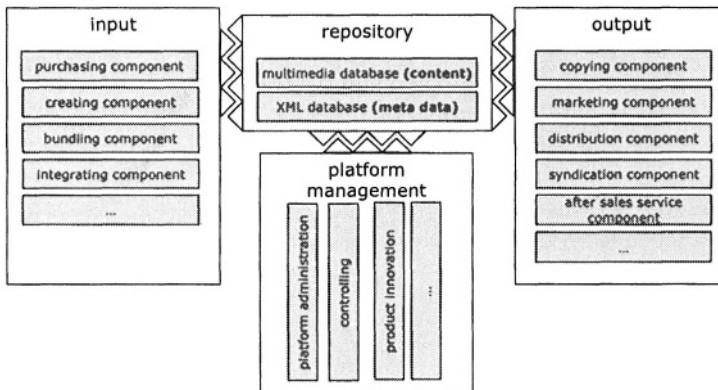 input
purchasing component
creating component
bundling component
integrating component
...
repository
multimedia database (content)
XML database (meta data)
platform
management
platform administration
controlling
product innovation
...
output
copying component
marketing component
distribution component
syndication component
after sales service
component
...